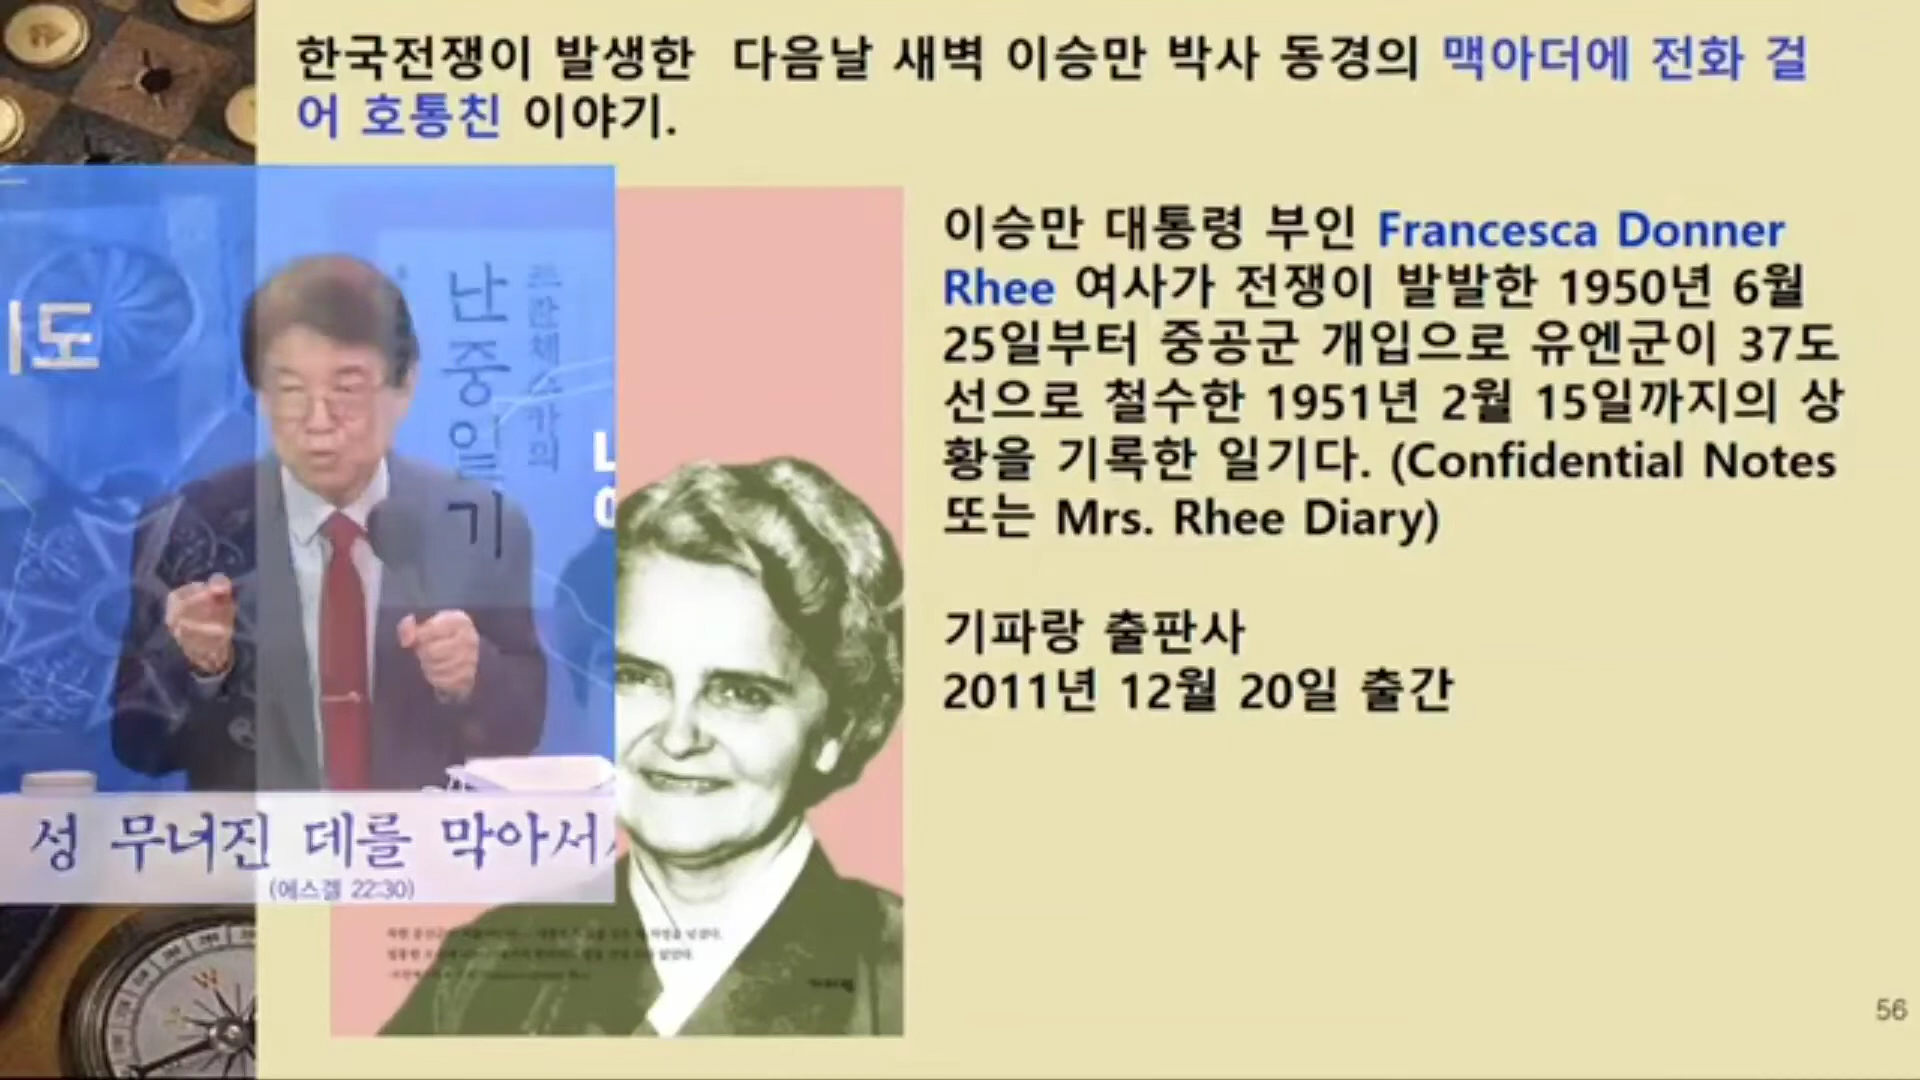 한국전쟁이 발생한 다음날 새벽 이승만 박사 동경의 맥아더에 전화 걸
어 호통친 이야기.
이승만 대통령 부인 Francesca Donner
Rhee 여사가 전쟁이 발발한 1950년 6월
25일부터 중공군 개입으로 유엔군이 37도
선으로 철수한 1951년 2월 15일까지의 상
황을 기록한 일기다. (Confidential Notes
또는 Mrs. Rhee Diary)
기파랑 출판사
2011년 12월 20일 출간
프란체스카의
난중일기
도
성 무너진 데를 막아서
(에스겔 22:30)
56